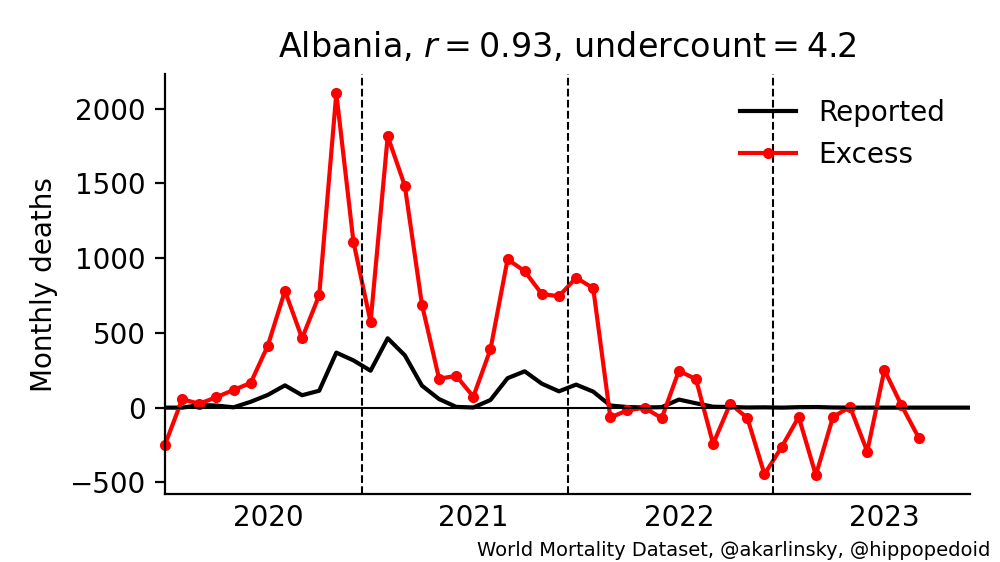 Albania, r = 0.93, undercount = 4.2
Reported
Excess
Monthly deaths
2000
1500
1000
500
0
−500
2020 2021 2022 2023
World Mortality Dataset, @akarlinsky, @hippopedoid